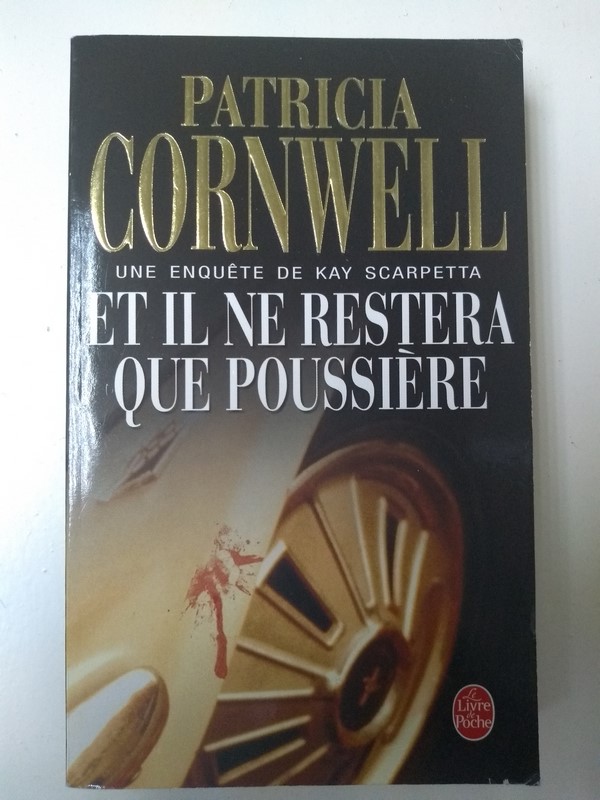 PATRICIA
CORNWELL
UNE ENQUÊTE DE KAY SCARPETTA
ET IL NE RESTERA
QUE POUSSIÈRE
Le
Livre
de
Poche